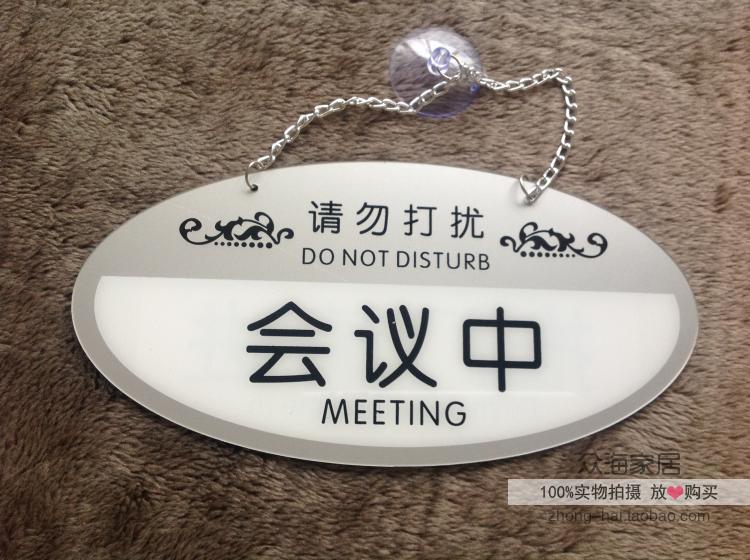 请勿打扰
DO NOT DISTURB
会议中
MEETING
众海家居
100%实物拍摄 放❤购买
zhong-hai.taobao.com